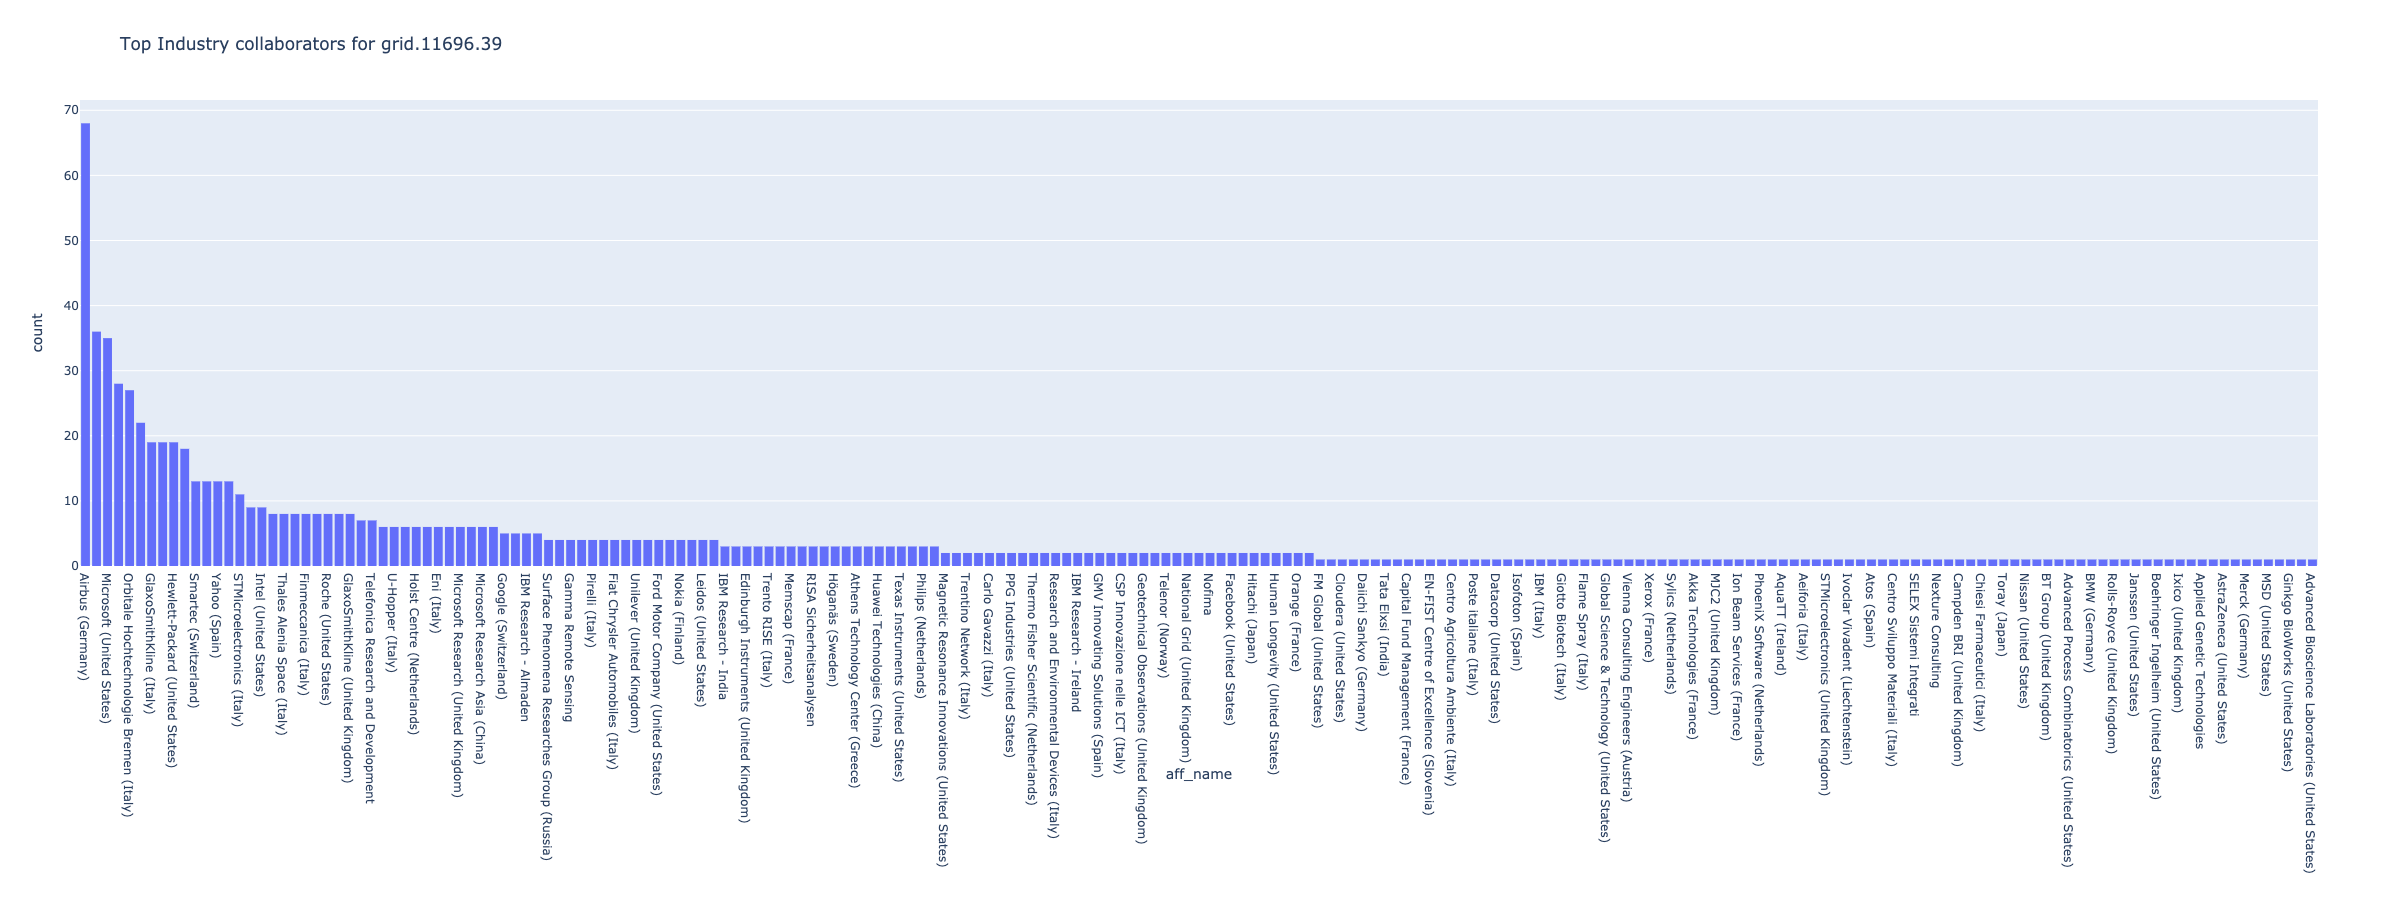 Top Industry collaborators for grid.11696.39
count
70
60
50
40
30
20
10
0
Airbus (Germany)
Microsoft (United States)
Orbitale Hochtechnologie Bremen (Italy)
GlaxoSmithKline (Italy)
Hewlett-Packard (United States)
Smartec (Switzerland)
Yahoo (Spain)
STMicroelectronics (Italy)
Intel (United States)
Thales Alenia Space (Italy)
Finmeccanica (Italy)
Roche (United States)
GlaxoSmithKline (United Kingdom)
Telefonica Research and Development
U-Hopper (Italy)
Holst Centre (Netherlands)
Eni (Italy)
Microsoft Research (United Kingdom)
Microsoft Research Asia (China)
Google (Switzerland)
IBM Research - Almaden
Surface Phenomena Researches Group (Russia)
Gamma Remote Sensing
Pirelli (Italy)
Fiat Chrysler Automobiles (Italy)
Unilever (United Kingdom)
Ford Motor Company (United States)
Nokia (Finland)
Leidos (United States)
IBM Research - India
Edinburgh Instruments (United Kingdom)
Trento RISE (Italy)
Memscap (France)
RISA Sicherheitsanalysen
Höganäs (Sweden)
Athens Technology Center (Greece)
Huawei Technologies (China)
Texas Instruments (United States)
Philips (Netherlands)
Magnetic Resonance Innovations (United States)
Trentino Network (Italy)
Carlo Gavazzi (Italy)
PPG Industries (United States)
Thermo Fisher Scientific (Netherlands)
Research and Environmental Devices (Italy)
IBM Research - Ireland
GMV Innovating Solutions (Spain)
CSP Innovazione nelle ICT (Italy)
Geotechnical Observations (United Kingdom)
Telenor (Norway)
National Grid (United Kingdom)
Nofima
Facebook (United States)
Hitachi (Japan)
Human Longevity (United States)
Orange (France)
FM Global (United States)
Cloudera (United States)
Daiichi Sankyo (Germany)
Tata Elxsi (India)
Capital Fund Management (France)
EN-FIST Centre of Excellence (Slovenia)
Centro Agricoltura Ambiente (Italy)
Poste italiane (Italy)
Datacorp (United States)
Isofoton (Spain)
IBM (Italy)
Giotto Biotech (Italy)
Flame Spray (Italy)
Global Science & Technology (United States)
Vienna Consulting Engineers (Austria)
Xerox (France)
Sylics (Netherlands)
Akka Technologies (France)
MJC2 (United Kingdom)
Ion Beam Services (France)
PhoeniX Software (Netherlands)
AquaTT (Ireland)
Aeiforia (Italy)
STMicroelectronics (United Kingdom)
Ivoclar Vivadent (Liechtenstein)
Atos (Spain)
Centro Sviluppo Materiali (Italy)
SELEX Sistemi Integrati
Nexture Consulting
Campden BRI (United Kingdom)
Chiesi Farmaceutici (Italy)
Toray (Japan)
Nissan (United States)
BT Group (United Kingdom)
Advanced Process Combinatorics (United States)
BMW (Germany)
Rolls-Royce (United Kingdom)
Janssen (United States)
Boehringer Ingelheim (United States)
Ixico (United Kingdom)
Applied Genetic Technologies
AstraZeneca (United States)
Merck (Germany)
MSD (United States)
Ginkgo BioWorks (United States)
Advanced Bioscience Laboratories (United States)
aff_name